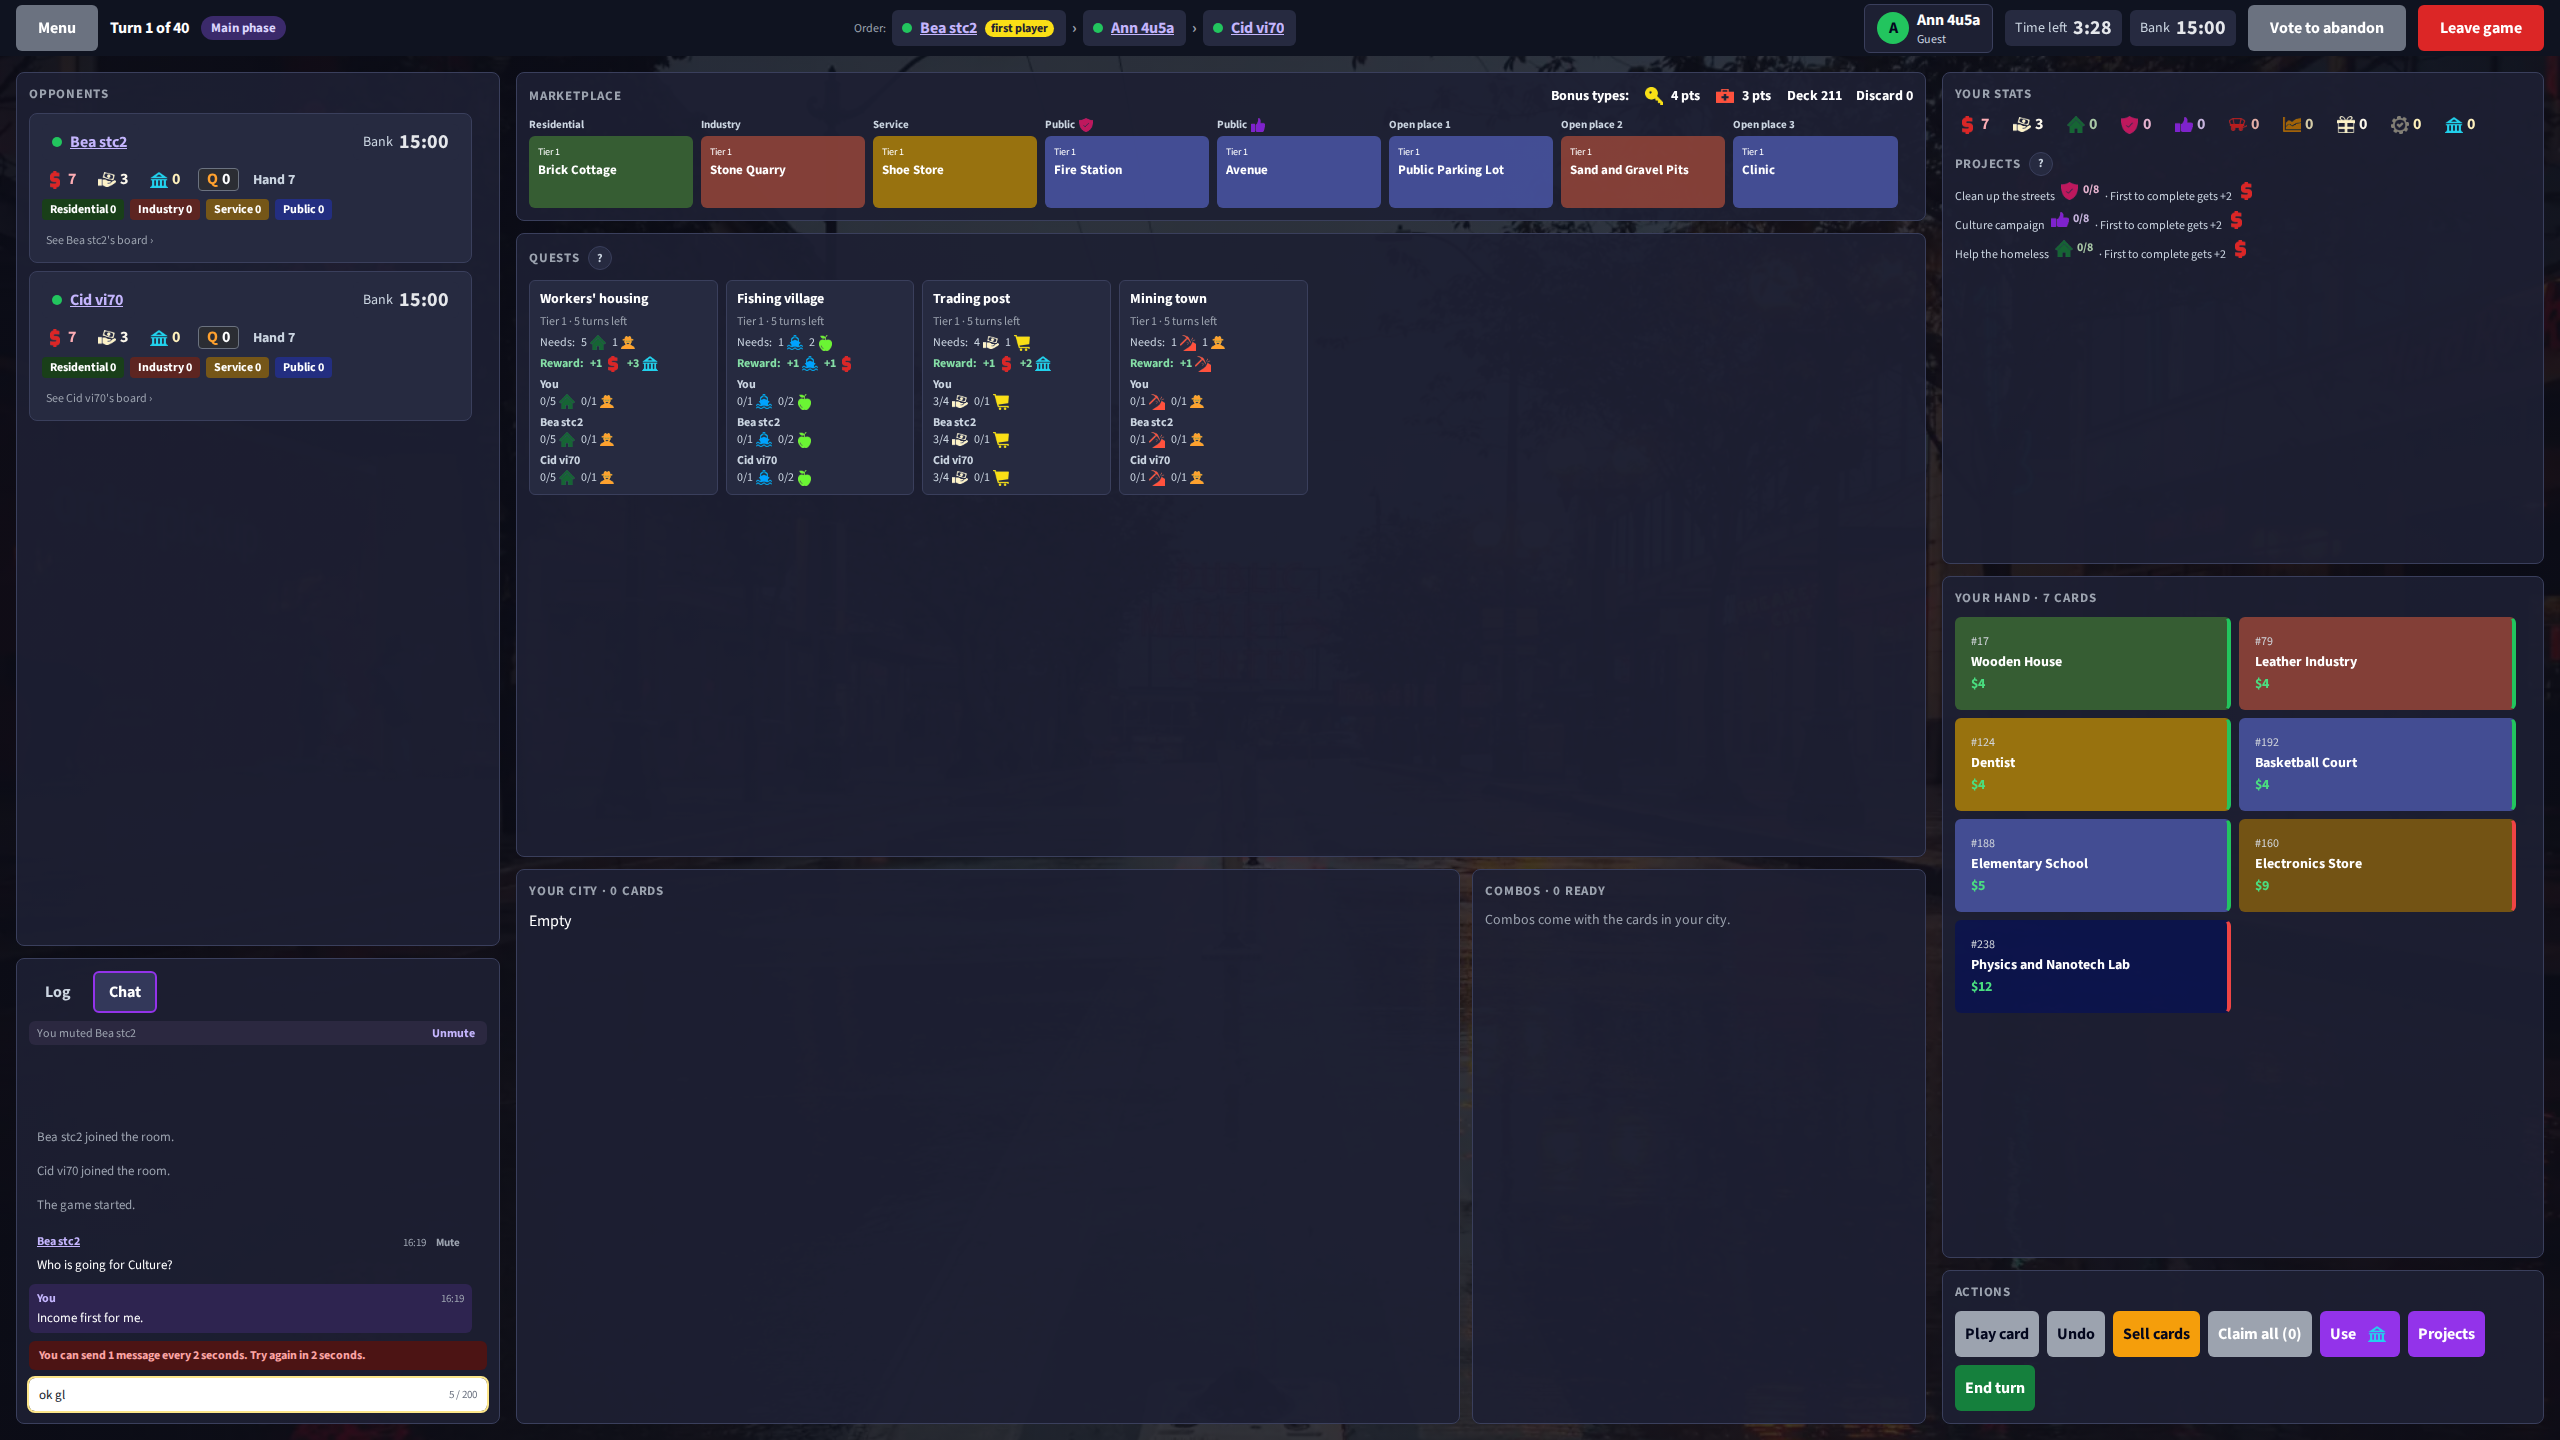 Menu
Turn 1 of 40 Main phase
Order: Bea stc2 first player › Ann 4u5a › Cid vi70
A Ann 4u5a
Guest
Time left 3:28
Bank 15:00
Vote to abandon
Leave game
OPPONENTS
Bea stc2 Bank 15:00
7 3 0 Q 0 Hand 7
Residential 0 Industry 0 Service 0 Public 0
See Bea stc2's board ›
Cid vi70 Bank 15:00
7 3 0 Q 0 Hand 7
Residential 0 Industry 0 Service 0 Public 0
See Cid vi70's board ›
Log Chat
You muted Bea stc2 Unmute
Bea stc2 joined the room.
Cid vi70 joined the room.
The game started.
Bea stc2 16:19 Mute
Who is going for Culture?
You 16:19
Income first for me.
You can send 1 message every 2 seconds. Try again in 2 seconds.
ok gl 5 / 200
MARKETPLACE Bonus types: 4 pts 3 pts Deck 211 Discard 0
Residential Industry Service Public Public Open place 1 Open place 2 Open place 3
Tier 1 Tier 1 Tier 1 Tier 1 Tier 1 Tier 1 Tier 1 Tier 1
Brick Cottage Stone Quarry Shoe Store Fire Station Avenue Public Parking Lot Sand and Gravel Pits Clinic
QUESTS ?
Workers' housing
Tier 1 · 5 turns left
Needs: 5 1
Reward: +1 +3
You
0/5 0/1
Bea stc2
0/5 0/1
Cid vi70
0/5 0/1
Fishing village
Tier 1 · 5 turns left
Needs: 1 2
Reward: +1 +1
You
0/1 0/2
Bea stc2
0/1 0/2
Cid vi70
0/1 0/2
Trading post
Tier 1 · 5 turns left
Needs: 4 1
Reward: +1 +2
You
3/4 0/1
Bea stc2
3/4 0/1
Cid vi70
3/4 0/1
Mining town
Tier 1 · 5 turns left
Needs: 1 1
Reward: +1
You
0/1 0/1
Bea stc2
0/1 0/1
Cid vi70
0/1 0/1
YOUR CITY · 0 CARDS
Empty
COMBOS · 0 READY
Combos come with the cards in your city.
YOUR STATS
7 3 0 0 0 0 0 0 0 0
PROJECTS ?
Clean up the streets 0/8 · First to complete gets +2
Culture campaign 0/8 · First to complete gets +2
Help the homeless 0/8 · First to complete gets +2
YOUR HAND · 7 CARDS
#17
Wooden House
$4
#79
Leather Industry
$4
#124
Dentist
$4
#192
Basketball Court
$4
#188
Elementary School
$5
#160
Electronics Store
$9
#238
Physics and Nanotech Lab
$12
ACTIONS
Play card Undo Sell cards Claim all (0) Use Projects
End turn